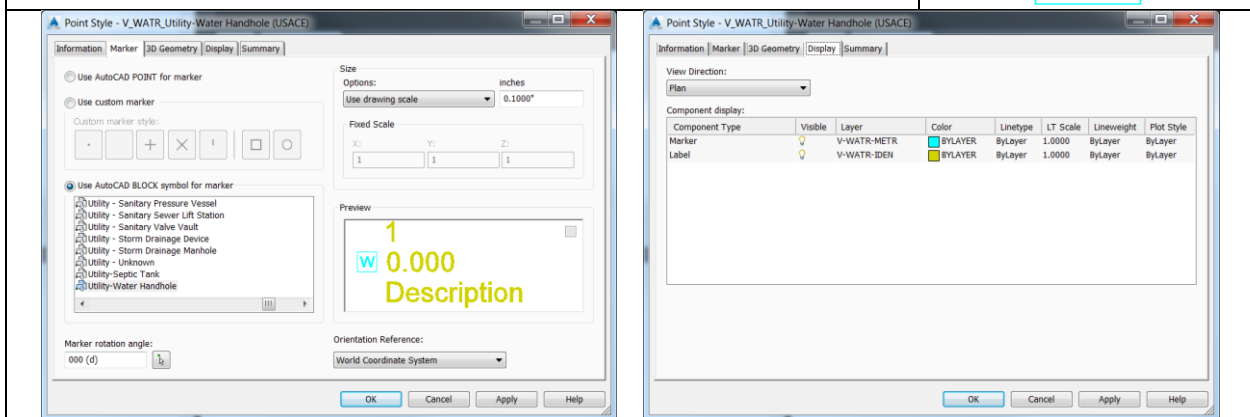 Point Style - V_WATR_Utility-Water Handhole (USACE)
Information Marker 3D Geometry Display Summary
Use AutoCAD POINT for marker
Use custom marker
Custom marker style:
Use AutoCAD BLOCK symbol for marker
Utility - Sanitary Pressure Vessel
Utility - Sanitary Sewer Lift Station
Utility - Sanitary Valve Vault
Utility - Storm Drainage Device
Utility - Storm Drainage Manhole
Utility - Unknown
Utility-Septic Tank
Utility-Water Handhole
Marker rotation angle:
000 (d)
Size
Options: inches
Use drawing scale 0.1000"
Fixed Scale
X: Y: Z:
1 1 1
Preview
1
W 0.000
Description
Orientation Reference:
World Coordinate System
OK Cancel Apply Help
Point Style - V_WATR_Utility-Water Handhole (USACE)
Information Marker 3D Geometry Display Summary
View Direction:
Plan
Component display:
Component Type Visible Layer Color Linetype LT Scale Lineweight Plot Style
Marker V-WATR-METR BYLAYER ByLayer 1.0000 ByLayer ByLayer
Label V-WATR-IDEN BYLAYER ByLayer 1.0000 ByLayer ByLayer
OK Cancel Apply Help